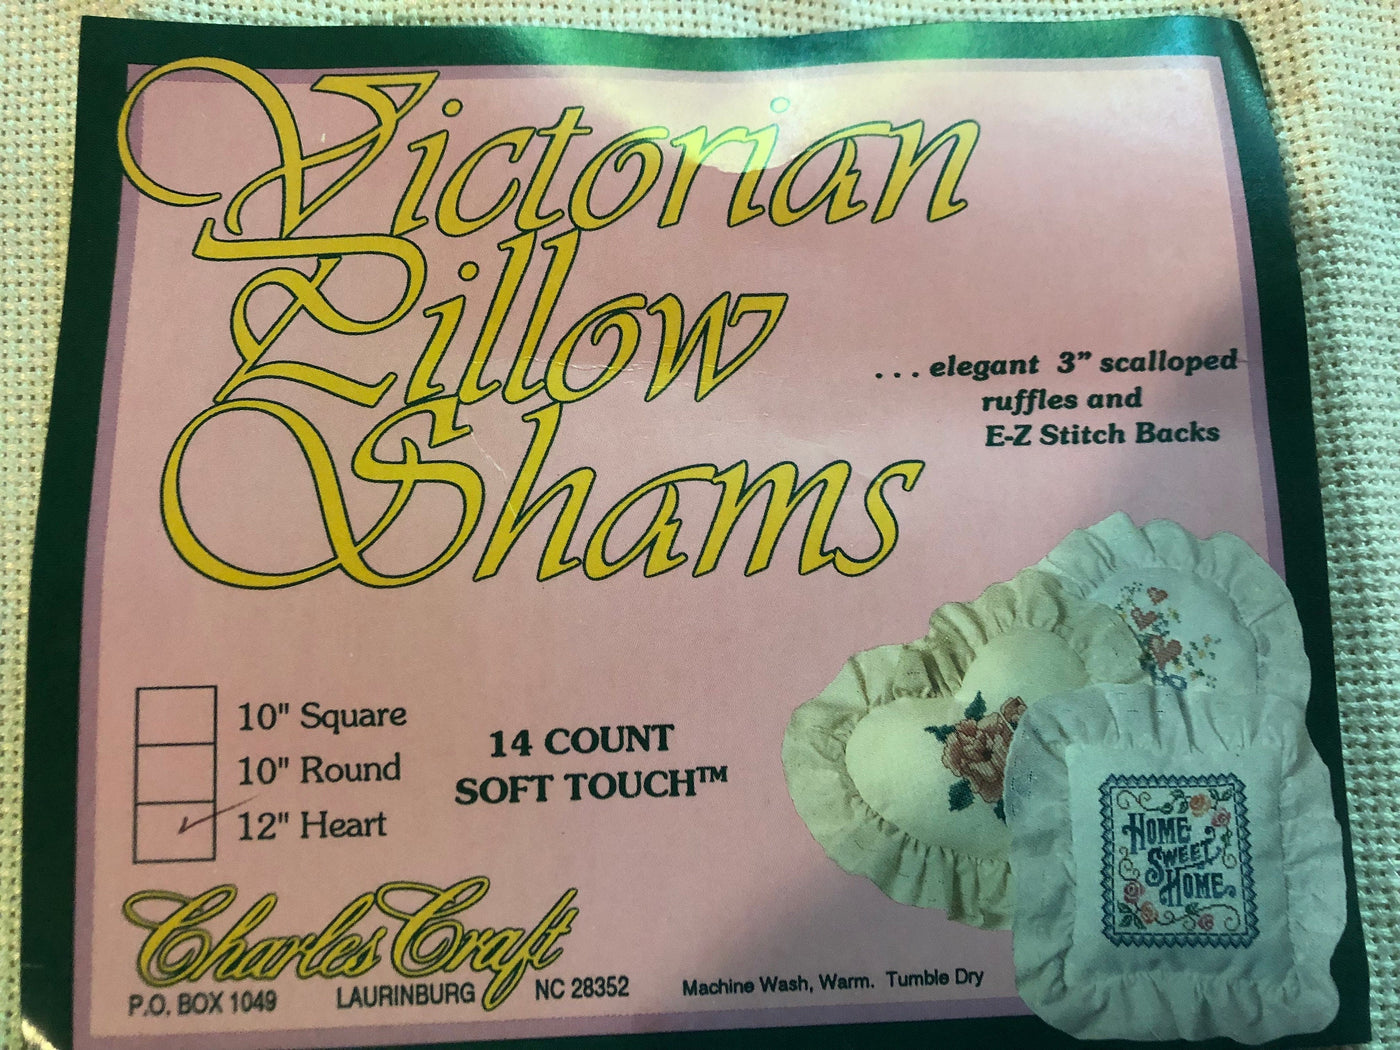 Victorian
Pillow
Shams
. . . elegant 3" scalloped
ruffles and
E-Z Stitch Backs
10" Square
10" Round
12" Heart
14 COUNT
SOFT TOUCH™
HOME
SWEET
HOME
Charles Craft
P.O. BOX 1049 LAURINBURG NC 28352
Machine Wash, Warm. Tumble Dry